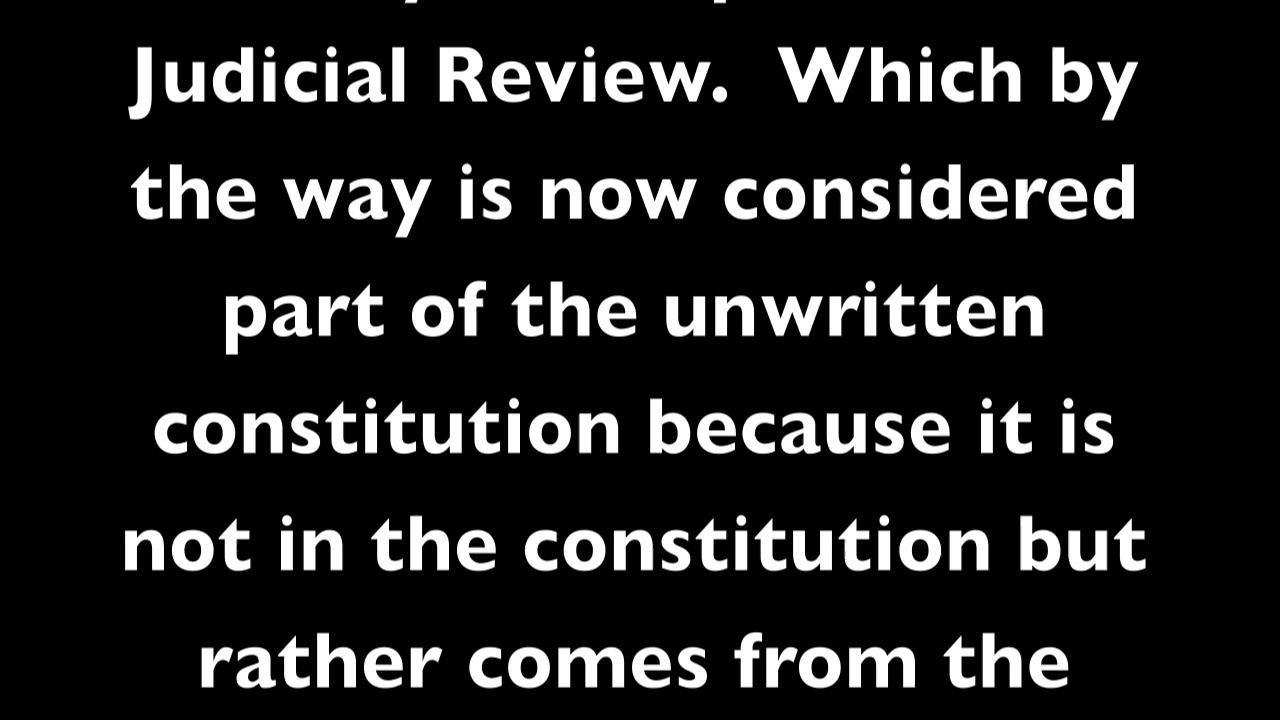 Judicial Review.  Which by
the way is now considered
part of the unwritten
constitution because it is
not in the constitution but
rather comes from the